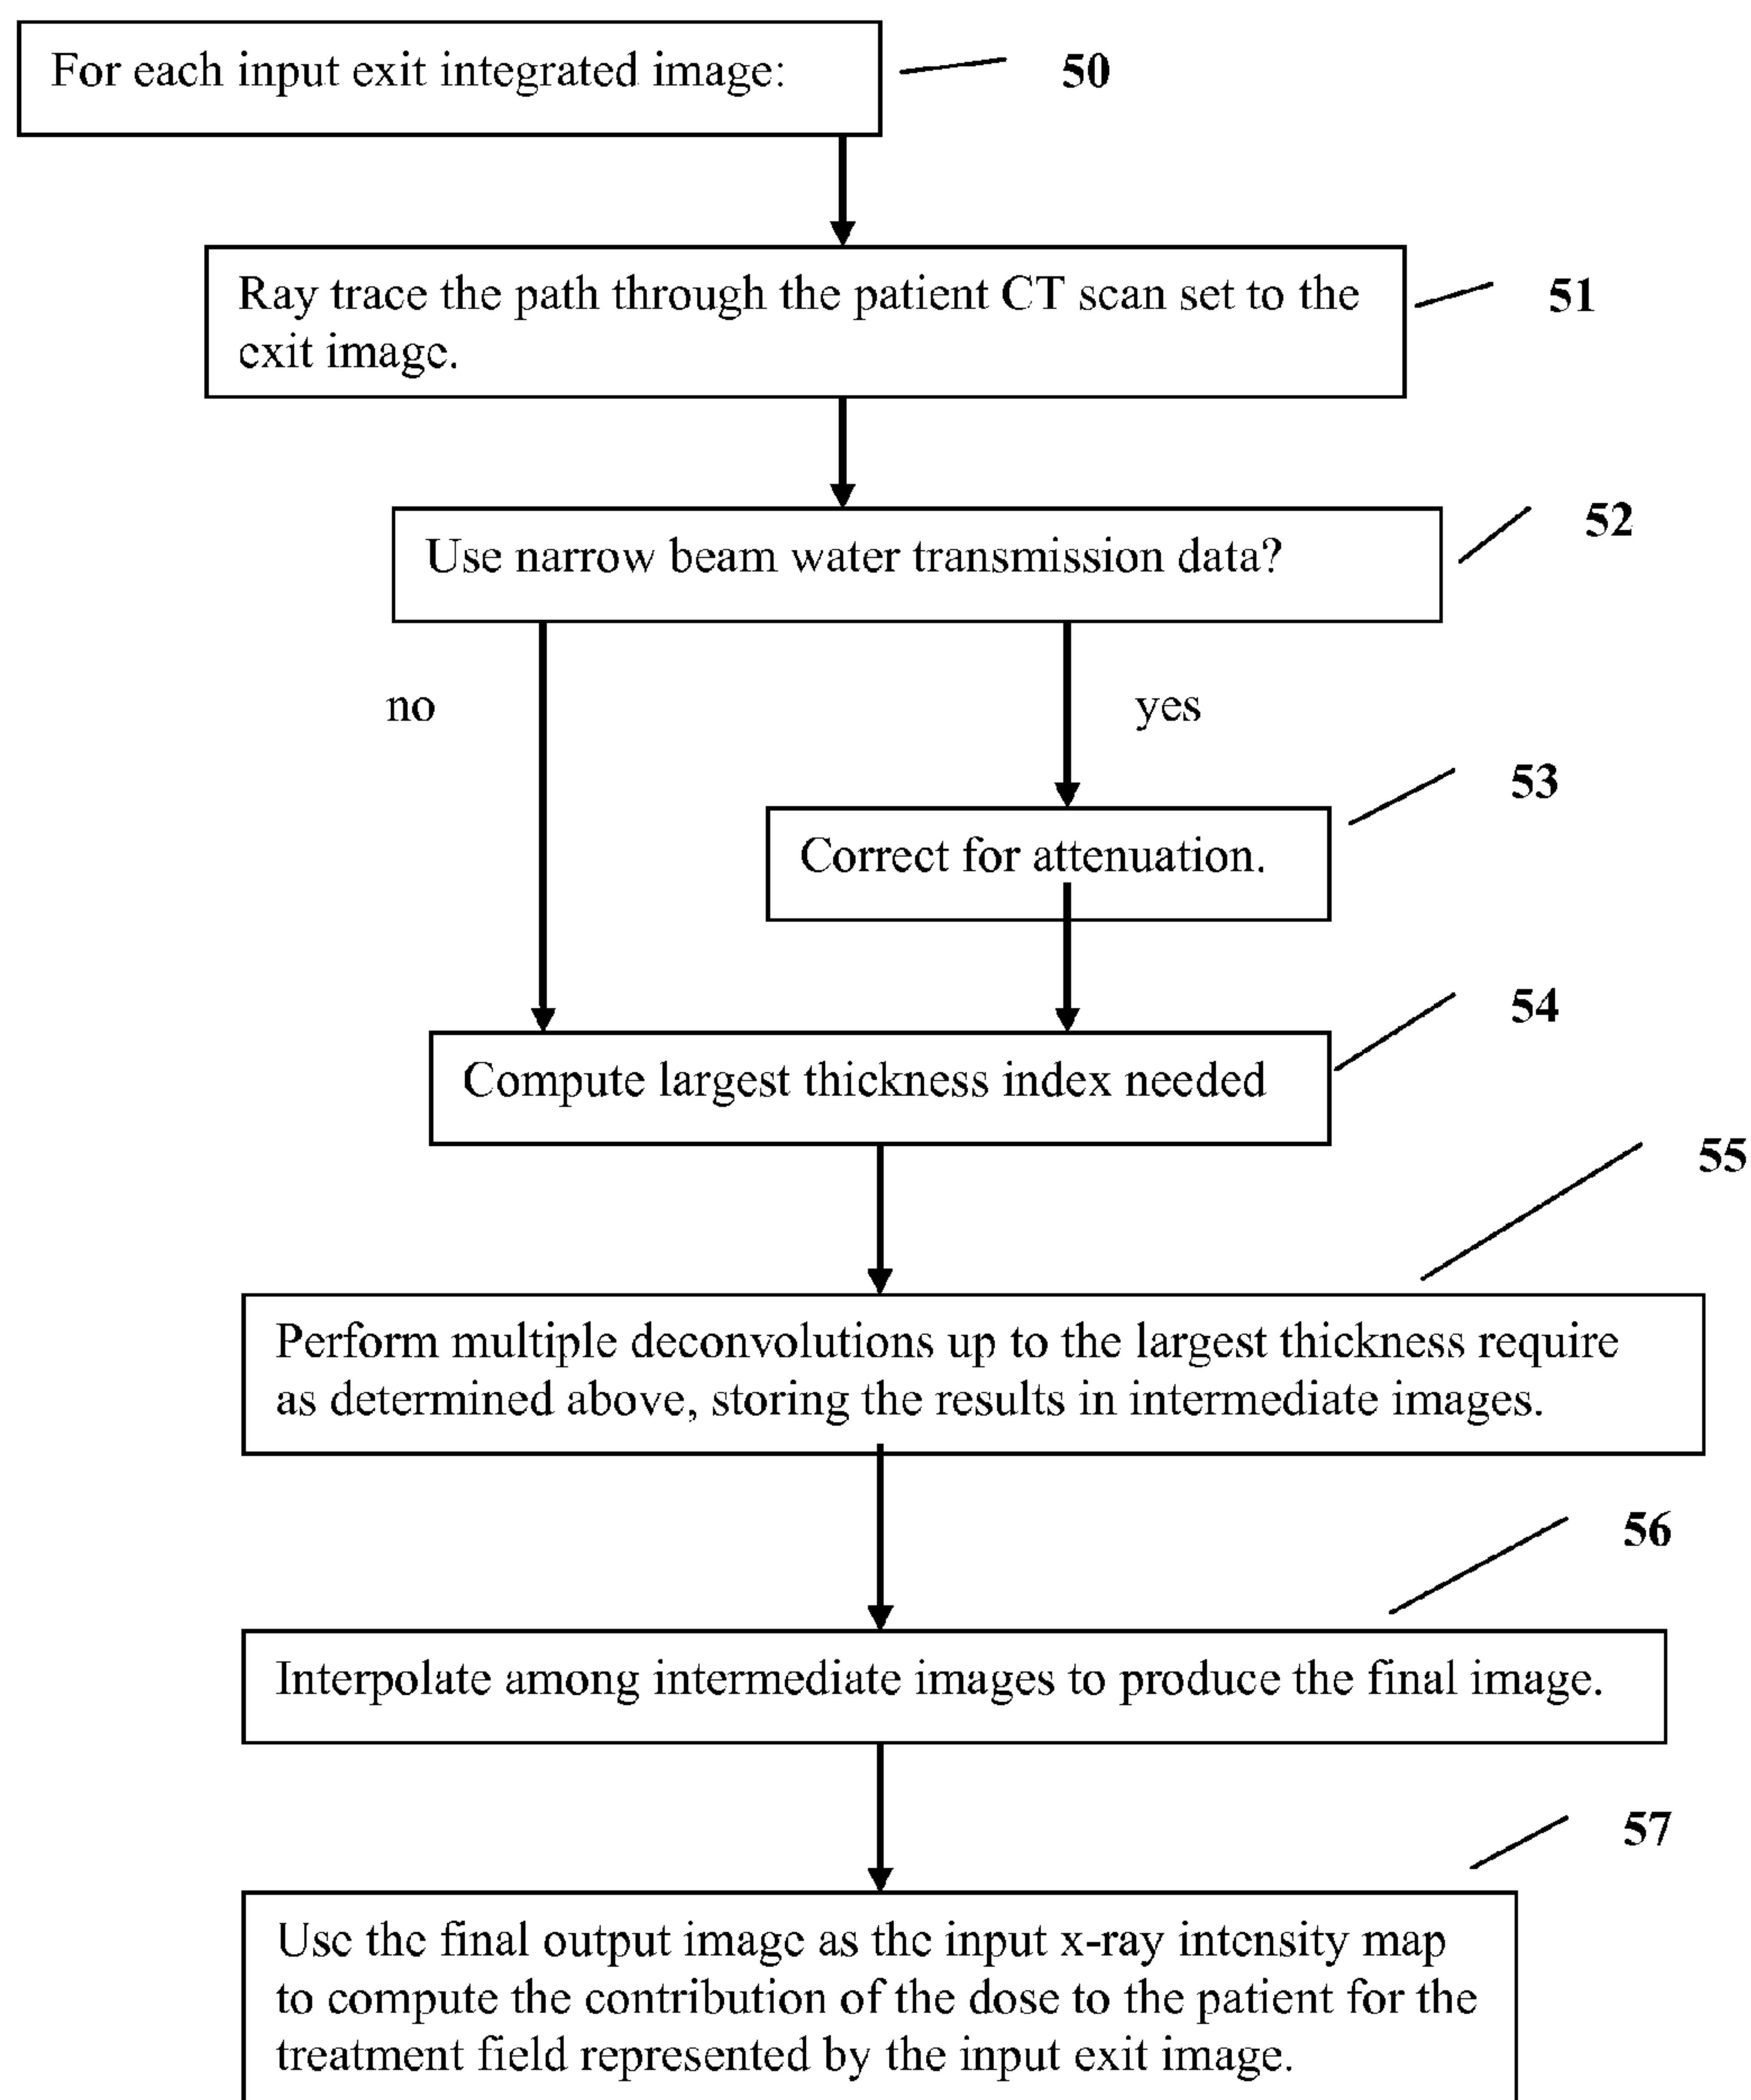 For each input exit integrated image:
50
Ray trace the path through the patient CT scan set to the
exit image.
51
Use narrow beam water transmission data?
52
no
yes
53
Correct for attenuation.
54
Compute largest thickness index needed
55
Perform multiple deconvolutions up to the largest thickness require
as determined above, storing the results in intermediate images.
56
Interpolate among intermediate images to produce the final image.
57
Use the final output image as the input x-ray intensity map
to compute the contribution of the dose to the patient for the
treatment field represented by the input exit image.